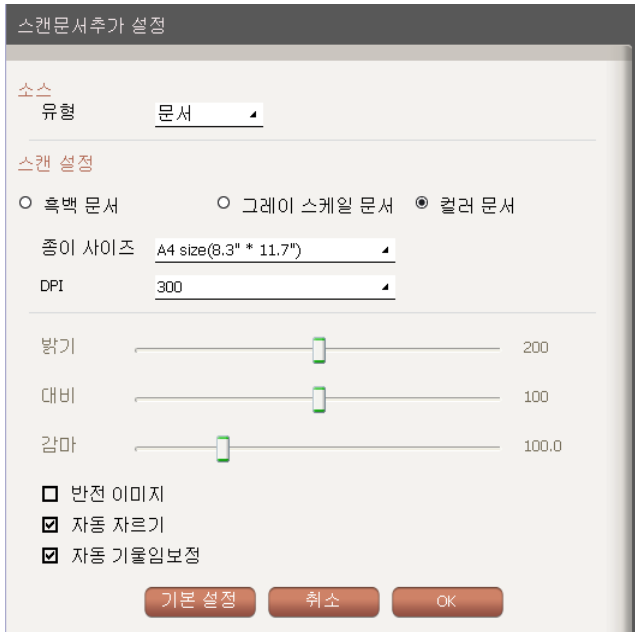 스캔문서추가 설정
소스
유형 문서
스캔 설정
흑백 문서 그레이 스케일 문서 컬러 문서
종이 사이즈 A4 size(8.3" * 11.7")
DPI 300
밝기 200
대비 100
감마 100.0
반전 이미지
자동 자르기
자동 기울임보정
기본 설정 취소 OK